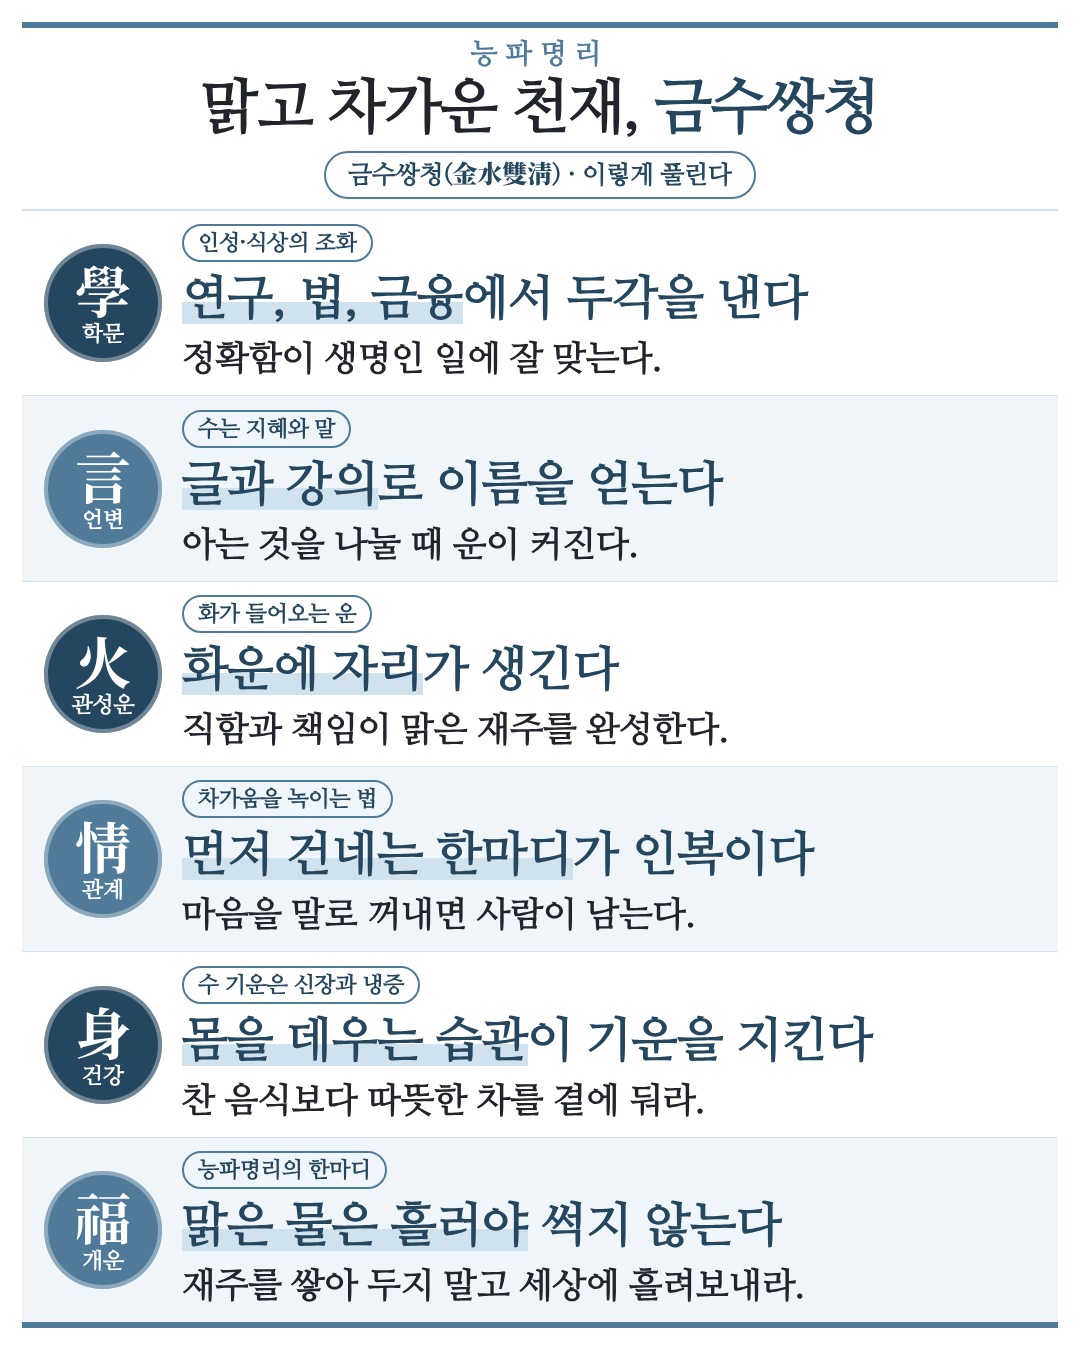 능파명리
맑고 차가운 천재, 금수쌍청
금수쌍청(金水雙淸) · 이렇게 풀린다
學
학문
인성·식상의 조화
연구, 법, 금융에서 두각을 낸다
정확함이 생명인 일에 잘 맞는다.
言
언변
수는 지혜와 말
글과 강의로 이름을 얻는다
아는 것을 나눌 때 운이 커진다.
火
관성운
화가 들어오는 운
화운에 자리가 생긴다
직함과 책임이 맑은 재주를 완성한다.
情
관계
차가움을 녹이는 법
먼저 건네는 한마디가 인복이다
마음을 말로 꺼내면 사람이 남는다.
身
건강
수 기운은 신장과 냉증
몸을 데우는 습관이 기운을 지킨다
찬 음식보다 따뜻한 차를 곁에 둬라.
福
개운
능파명리의 한마디
맑은 물은 흘러야 썩지 않는다
재주를 쌓아 두지 말고 세상에 흘려보내라.